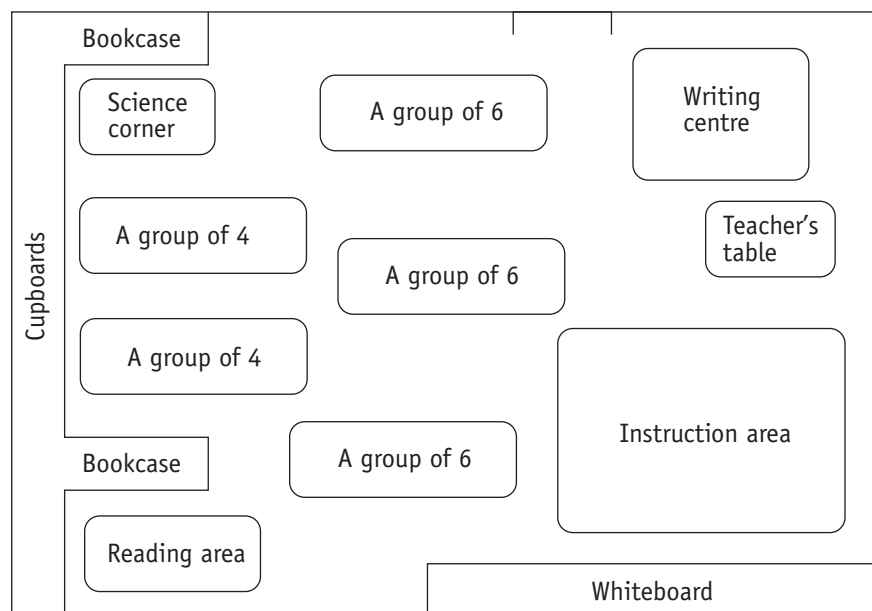 Bookcase
Science
corner
A group of 6
Writing
centre
A group of 4
Teacher's
table
A group of 6
Cupboards
A group of 4
Instruction area
Bookcase
A group of 6
Reading area
Whiteboard